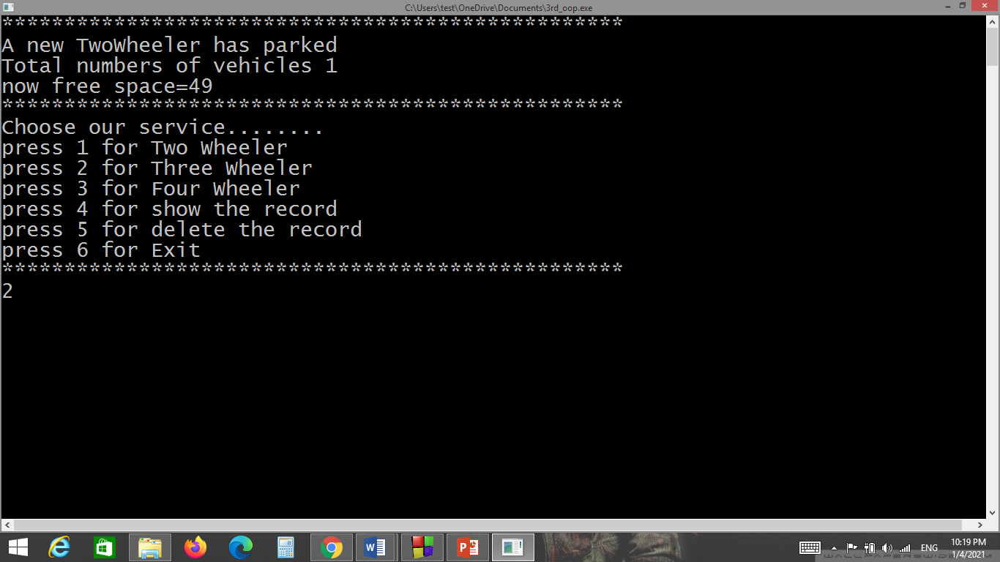 C:\Users\test\OneDrive\Documents\3rd_oop.exe
**************************************************
A new TwoWheeler has parked
Total numbers of vehicles 1
now free space=49
**************************************************
Choose our service........
press 1 for Two Wheeler
press 2 for Three Wheeler
press 3 for Four Wheeler
press 4 for show the record
press 5 for delete the record
press 6 for Exit
**************************************************
2
ENG
10:19 PM
1/4/2021